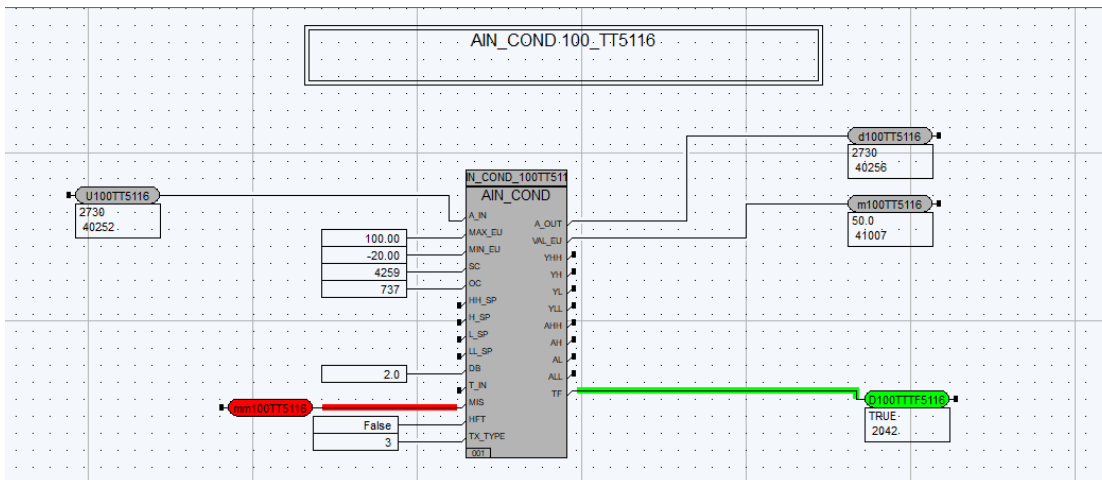 AIN_COND 100_TT5116
d100TT5116
2730
40256
IN_COND_100TT511
U100TT5116
AIN_COND
m100TT5116
2730
40252
50.0
41007
A_IN
A_OUT
100.00
MAX_EU
VAL_EU
-20.00
MIN_EU
YHH
4259
SC
YH
737
OC
YL
HH_SP
YLL
H_SP
AHH
L_SP
AH
LL_SP
AL
2.0
DB
ALL
T_IN
TF
mm100TT5116
MIS
D100TTTF5116
False
HFT
TRUE
3
TX_TYPE
2042
001